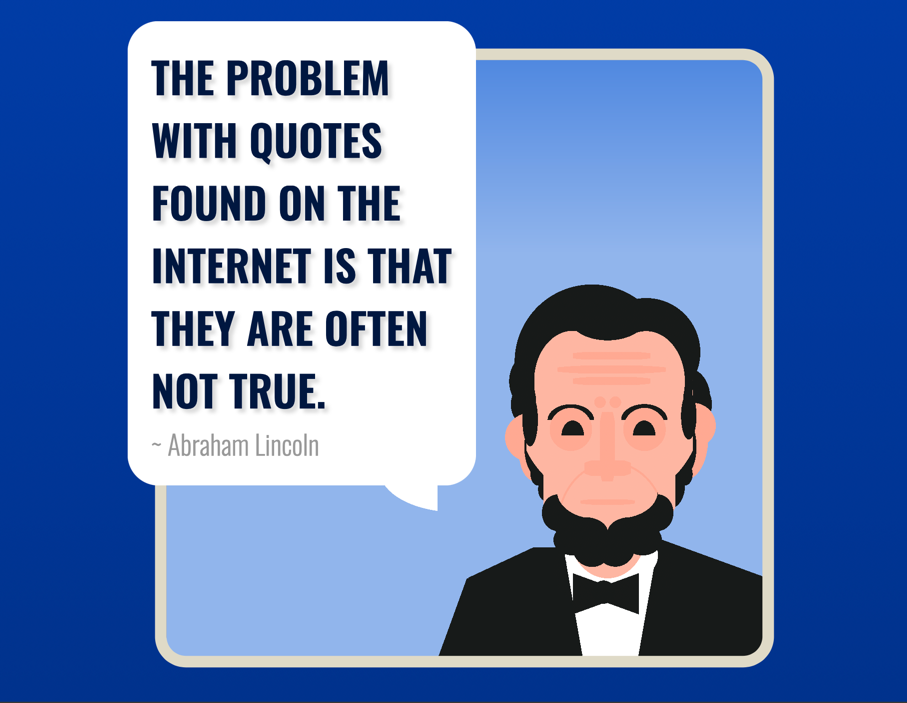 THE PROBLEM
WITH QUOTES
FOUND ON THE
INTERNET IS THAT
THEY ARE OFTEN
NOT TRUE.
~ Abraham Lincoln